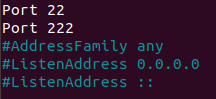 Port 22
Port 222
#AddressFamily any
#ListenAddress 0.0.0.0
#ListenAddress ::